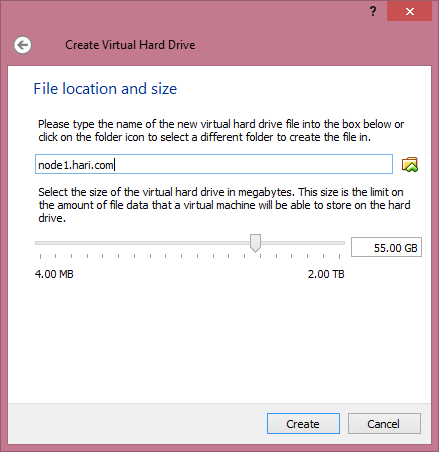 ?
Create Virtual Hard Drive
File location and size
Please type the name of the new virtual hard drive file into the box below or
click on the folder icon to select a different folder to create the file in.
node1.hari.com
Select the size of the virtual hard drive in megabytes. This size is the limit on
the amount of file data that a virtual machine will be able to store on the hard
drive.
55.00 GB
4.00 MB 2.00 TB
Create Cancel